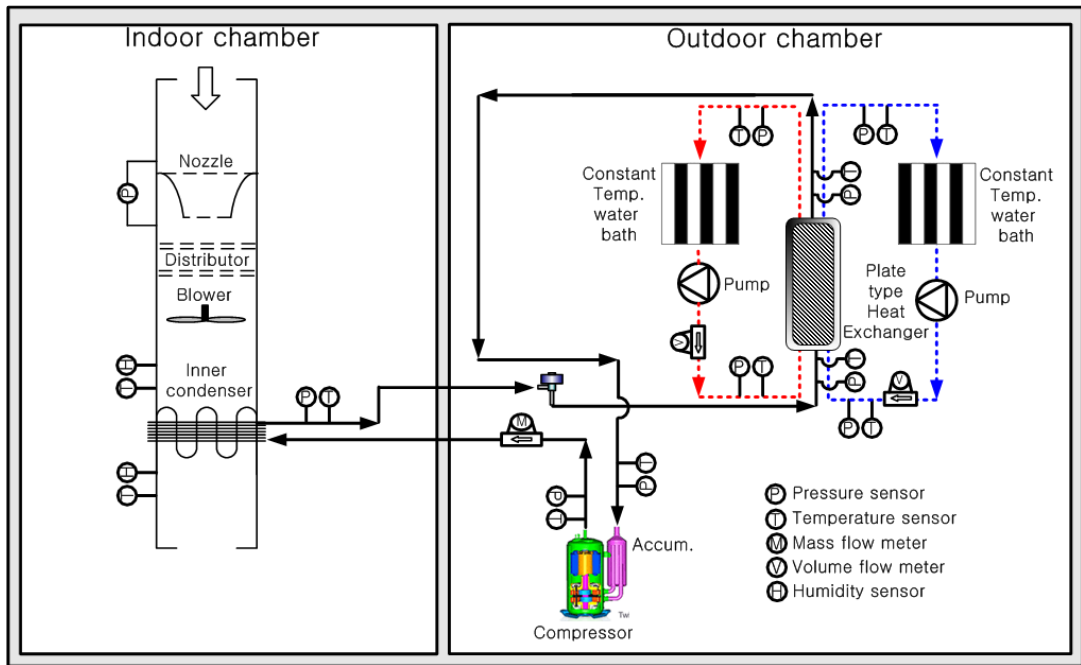 Indoor chamber
Nozzle
P
Distributor
Blower
H
T
Inner
condenser
P T
H
T
Outdoor chamber
T P
P T
Constant
Temp.
water
bath
Constant
Temp.
water
bath
T
P
Pump
Plate
type
Heat
Exchanger
Pump
V
P T
T
P
V
P T
M
T
P
P
T
Accum.
Compressor
P Pressure sensor
T Temperature sensor
M Mass flow meter
V Volume flow meter
H Humidity sensor